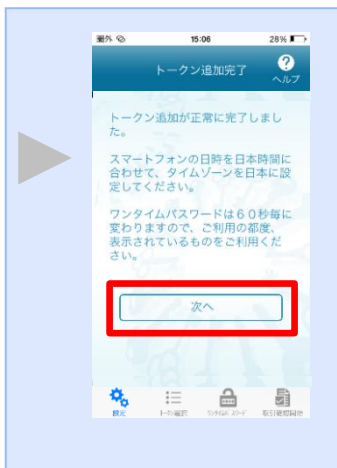 圏外 15:06 28%
トークン追加完了
?
ヘルプ
トークン追加が正常に完了しまし
た。
スマートフォンの日時を日本時間に
合わせて、タイムゾーンを日本に設
定してください。
ワンタイムパスワードは60秒毎に
変わりますので、ご利用の都度、
表示されているものをご利用くだ
さい。
次へ
設定 トークン選択 ワンタイムパスワード 取引確認開始